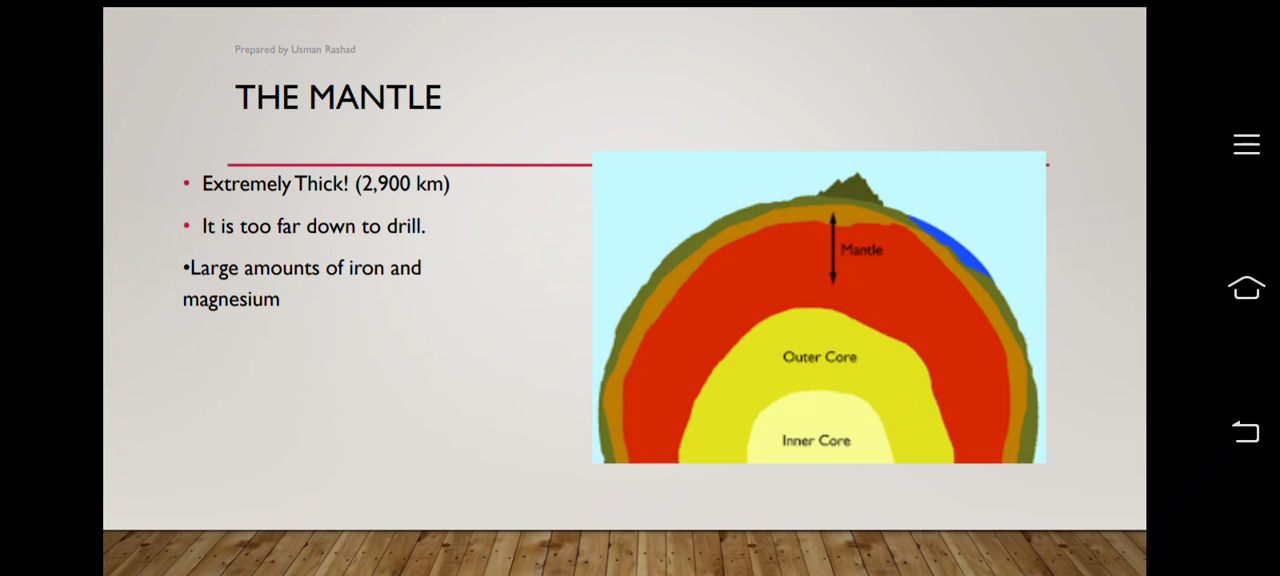 Prepared by Usman Rashad
THE MANTLE
• Extremely Thick! (2,900 km)
• It is too far down to drill.
•Large amounts of iron and
magnesium
Mantle
Outer Core
Inner Core